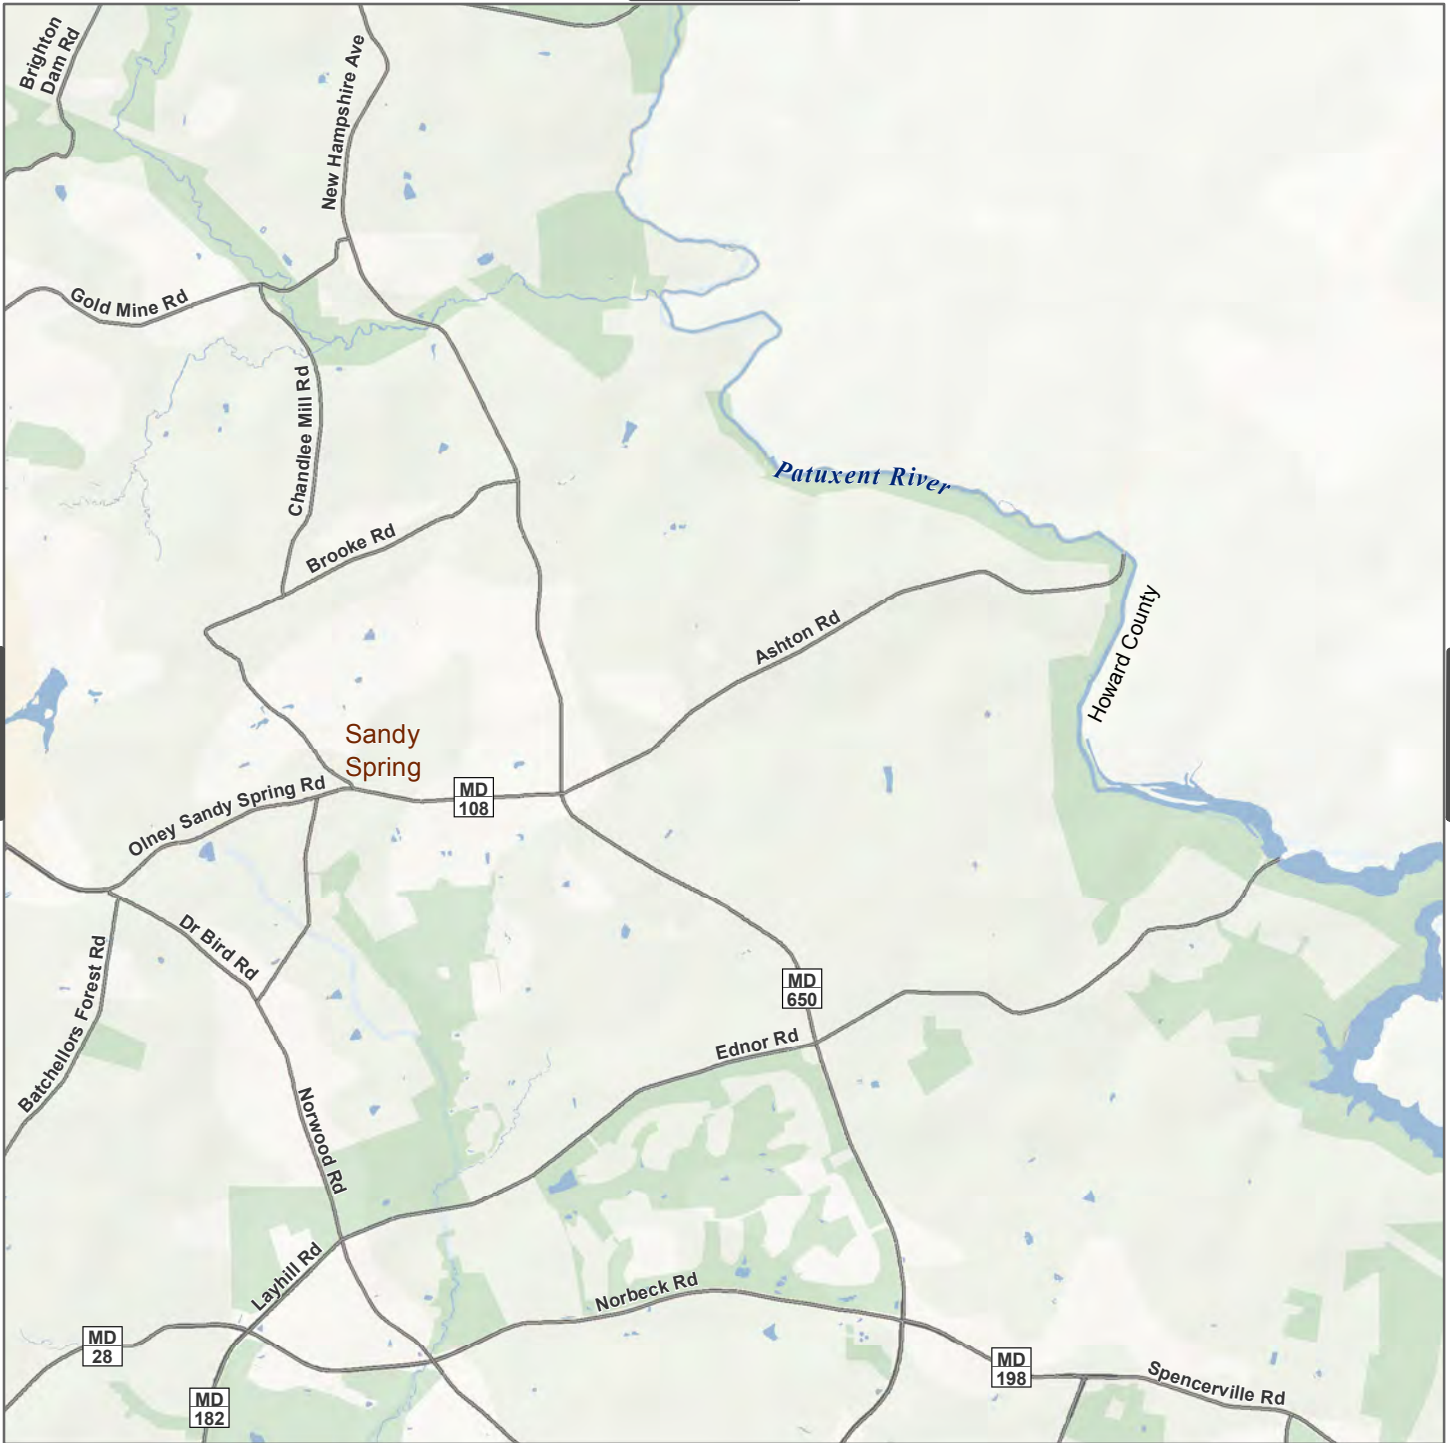 Brighton
Dam Rd
New Hampshire Ave
Gold Mine Rd
Chandlee Mill Rd
Patuxent River
Brooke Rd
Ashton Rd
Howard County
Sandy
Spring
Olney Sandy Spring Rd
MD
108
Dr Bird Rd
Batchellors Forest Rd
MD
650
Ednor Rd
Norwood Rd
Layhill Rd
Norbeck Rd
MD
28
MD
182
MD
198
Spencerville Rd